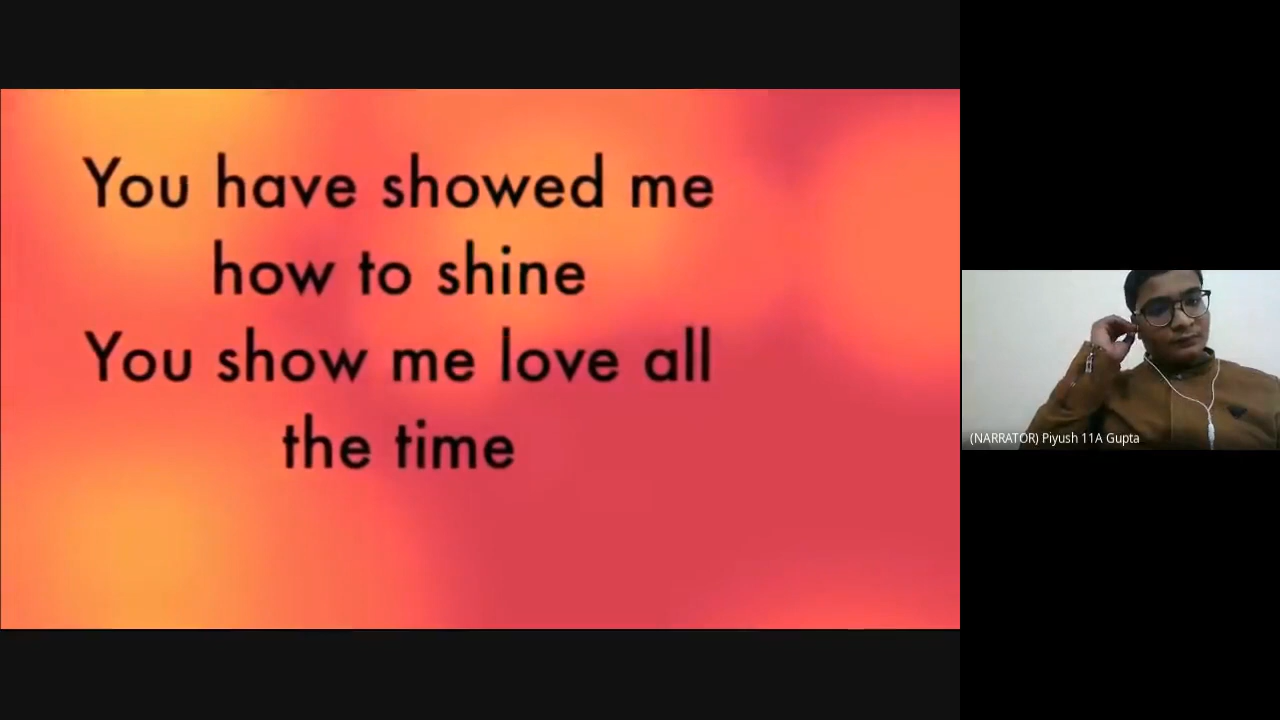 You have showed me
how to shine
You show me love all
the time
(NARRATOR) Piyush 11A Gupta